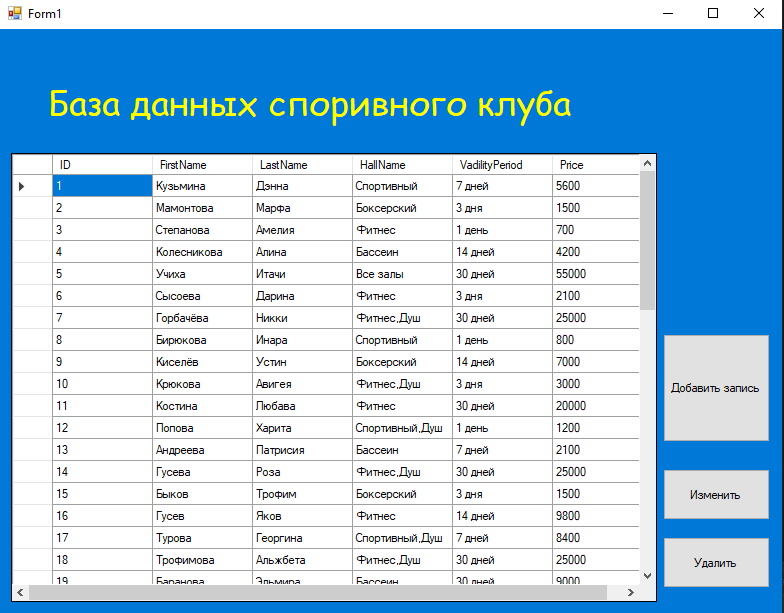 Form1
База данных споривного клуба
ID FirstName LastName HallName VadilityPeriod Price
1 Кузьмина Дэнна Спортивный 7 дней 5600
2 Мамонтова Марфа Боксерский 3 дня 1500
3 Степанова Амелия Фитнес 1 день 700
4 Колесникова Алина Бассеин 14 дней 4200
5 Учиха Итачи Все залы 30 дней 55000
6 Сысоева Дарина Фитнес 3 дня 2100
7 Горбачёва Никки Фитнес,Душ 30 дней 25000
8 Бирюкова Инара Спортивный 1 день 800
9 Киселёв Устин Боксерский 14 дней 7000
10 Крюкова Авигея Фитнес,Душ 3 дня 3000
11 Костина Любава Фитнес 30 дней 20000
12 Попова Харита Спортивный,Душ 1 день 1200
13 Андреева Патрисия Бассеин 7 дней 2100
14 Гусева Роза Фитнес,Душ 30 дней 25000
15 Быков Трофим Боксерский 3 дня 1500
16 Гусев Яков Фитнес 14 дней 9800
17 Турова Георгина Спортивный,Душ 7 дней 8400
18 Трофимова Альжбета Фитнес,Душ 30 дней 25000
19 Баранова Эльмира Бассеин 30 дней 9000
Добавить запись
Изменить
Удалить